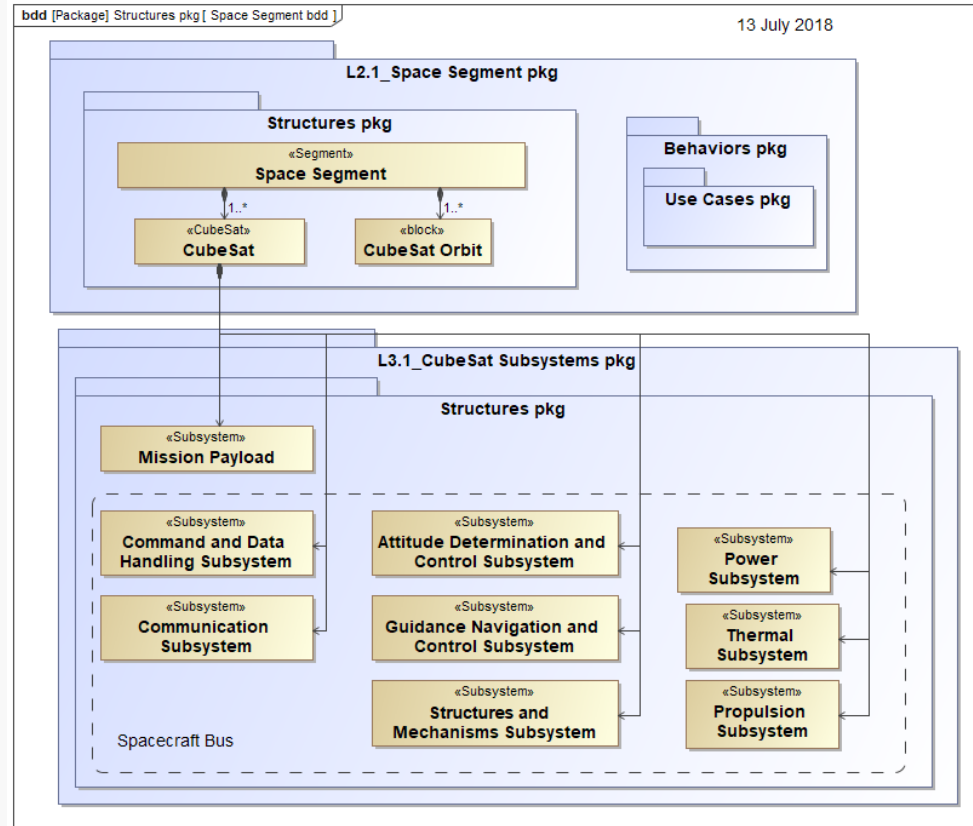 bdd [Package] Structures pkg [ Space Segment bdd ]
13 July 2018
L2.1_Space Segment pkg
Structures pkg
«Segment»
Space Segment
1..*
1..*
«CubeSat»
CubeSat
«block»
CubeSat Orbit
Behaviors pkg
Use Cases pkg
L3.1_CubeSat Subsystems pkg
Structures pkg
«Subsystem»
Mission Payload
«Subsystem»
Command and Data
Handling Subsystem
«Subsystem»
Attitude Determination and
Control Subsystem
«Subsystem»
Power
Subsystem
«Subsystem»
Communication
Subsystem
«Subsystem»
Guidance Navigation and
Control Subsystem
«Subsystem»
Thermal
Subsystem
«Subsystem»
Structures and
Mechanisms Subsystem
«Subsystem»
Propulsion
Subsystem
Spacecraft Bus